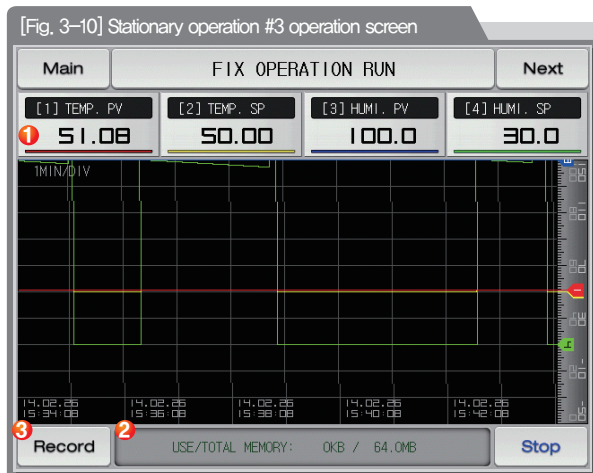 [Fig. 3-10] Stationary operation #3 operation screen
Main FIX OPERATION RUN Next
[1] TEMP. PV [2] TEMP. SP [3] HUMI. PV [4] HUMI. SP
1 51.08 50.00 100.0 30.0
1MIN/DIV
14.02.26 14.02.26 14.02.26 14.02.26 14.02.26
15:34:08 15:36:08 15:38:08 15:40:08 15:42:08
3 2
Record USE/TOTAL MEMORY: 0KB / 64.0MB Stop